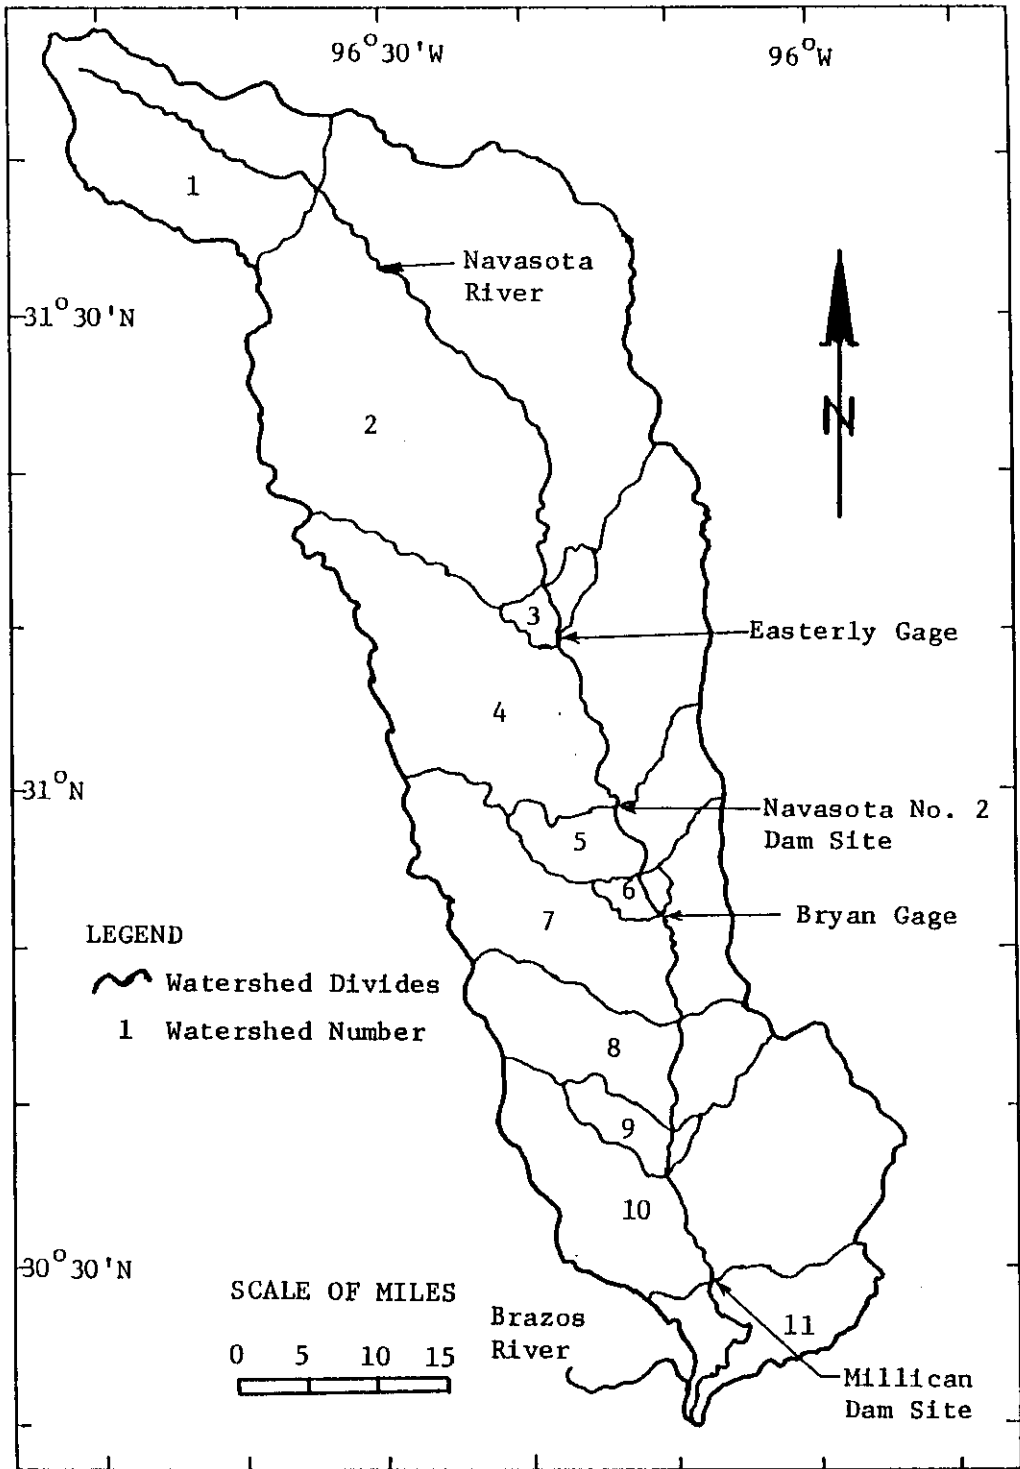 96°30'W
96°W
1
Navasota
River
31°30'N
N
2
3
Easterly Gage
4
31°N
Navasota No. 2
Dam Site
5
6
7
Bryan Gage
LEGEND
Watershed Divides
1 Watershed Number
8
9
10
30°30'N
SCALE OF MILES
0 5 10 15
Brazos
River
11
Millican
Dam Site